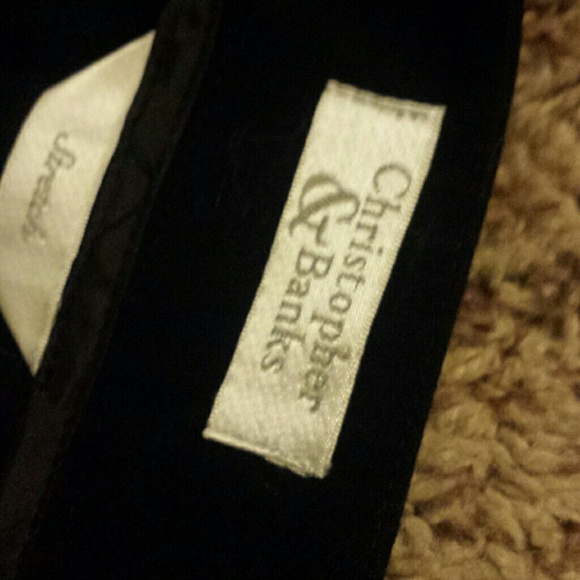 Stretch
Christopher
& Banks